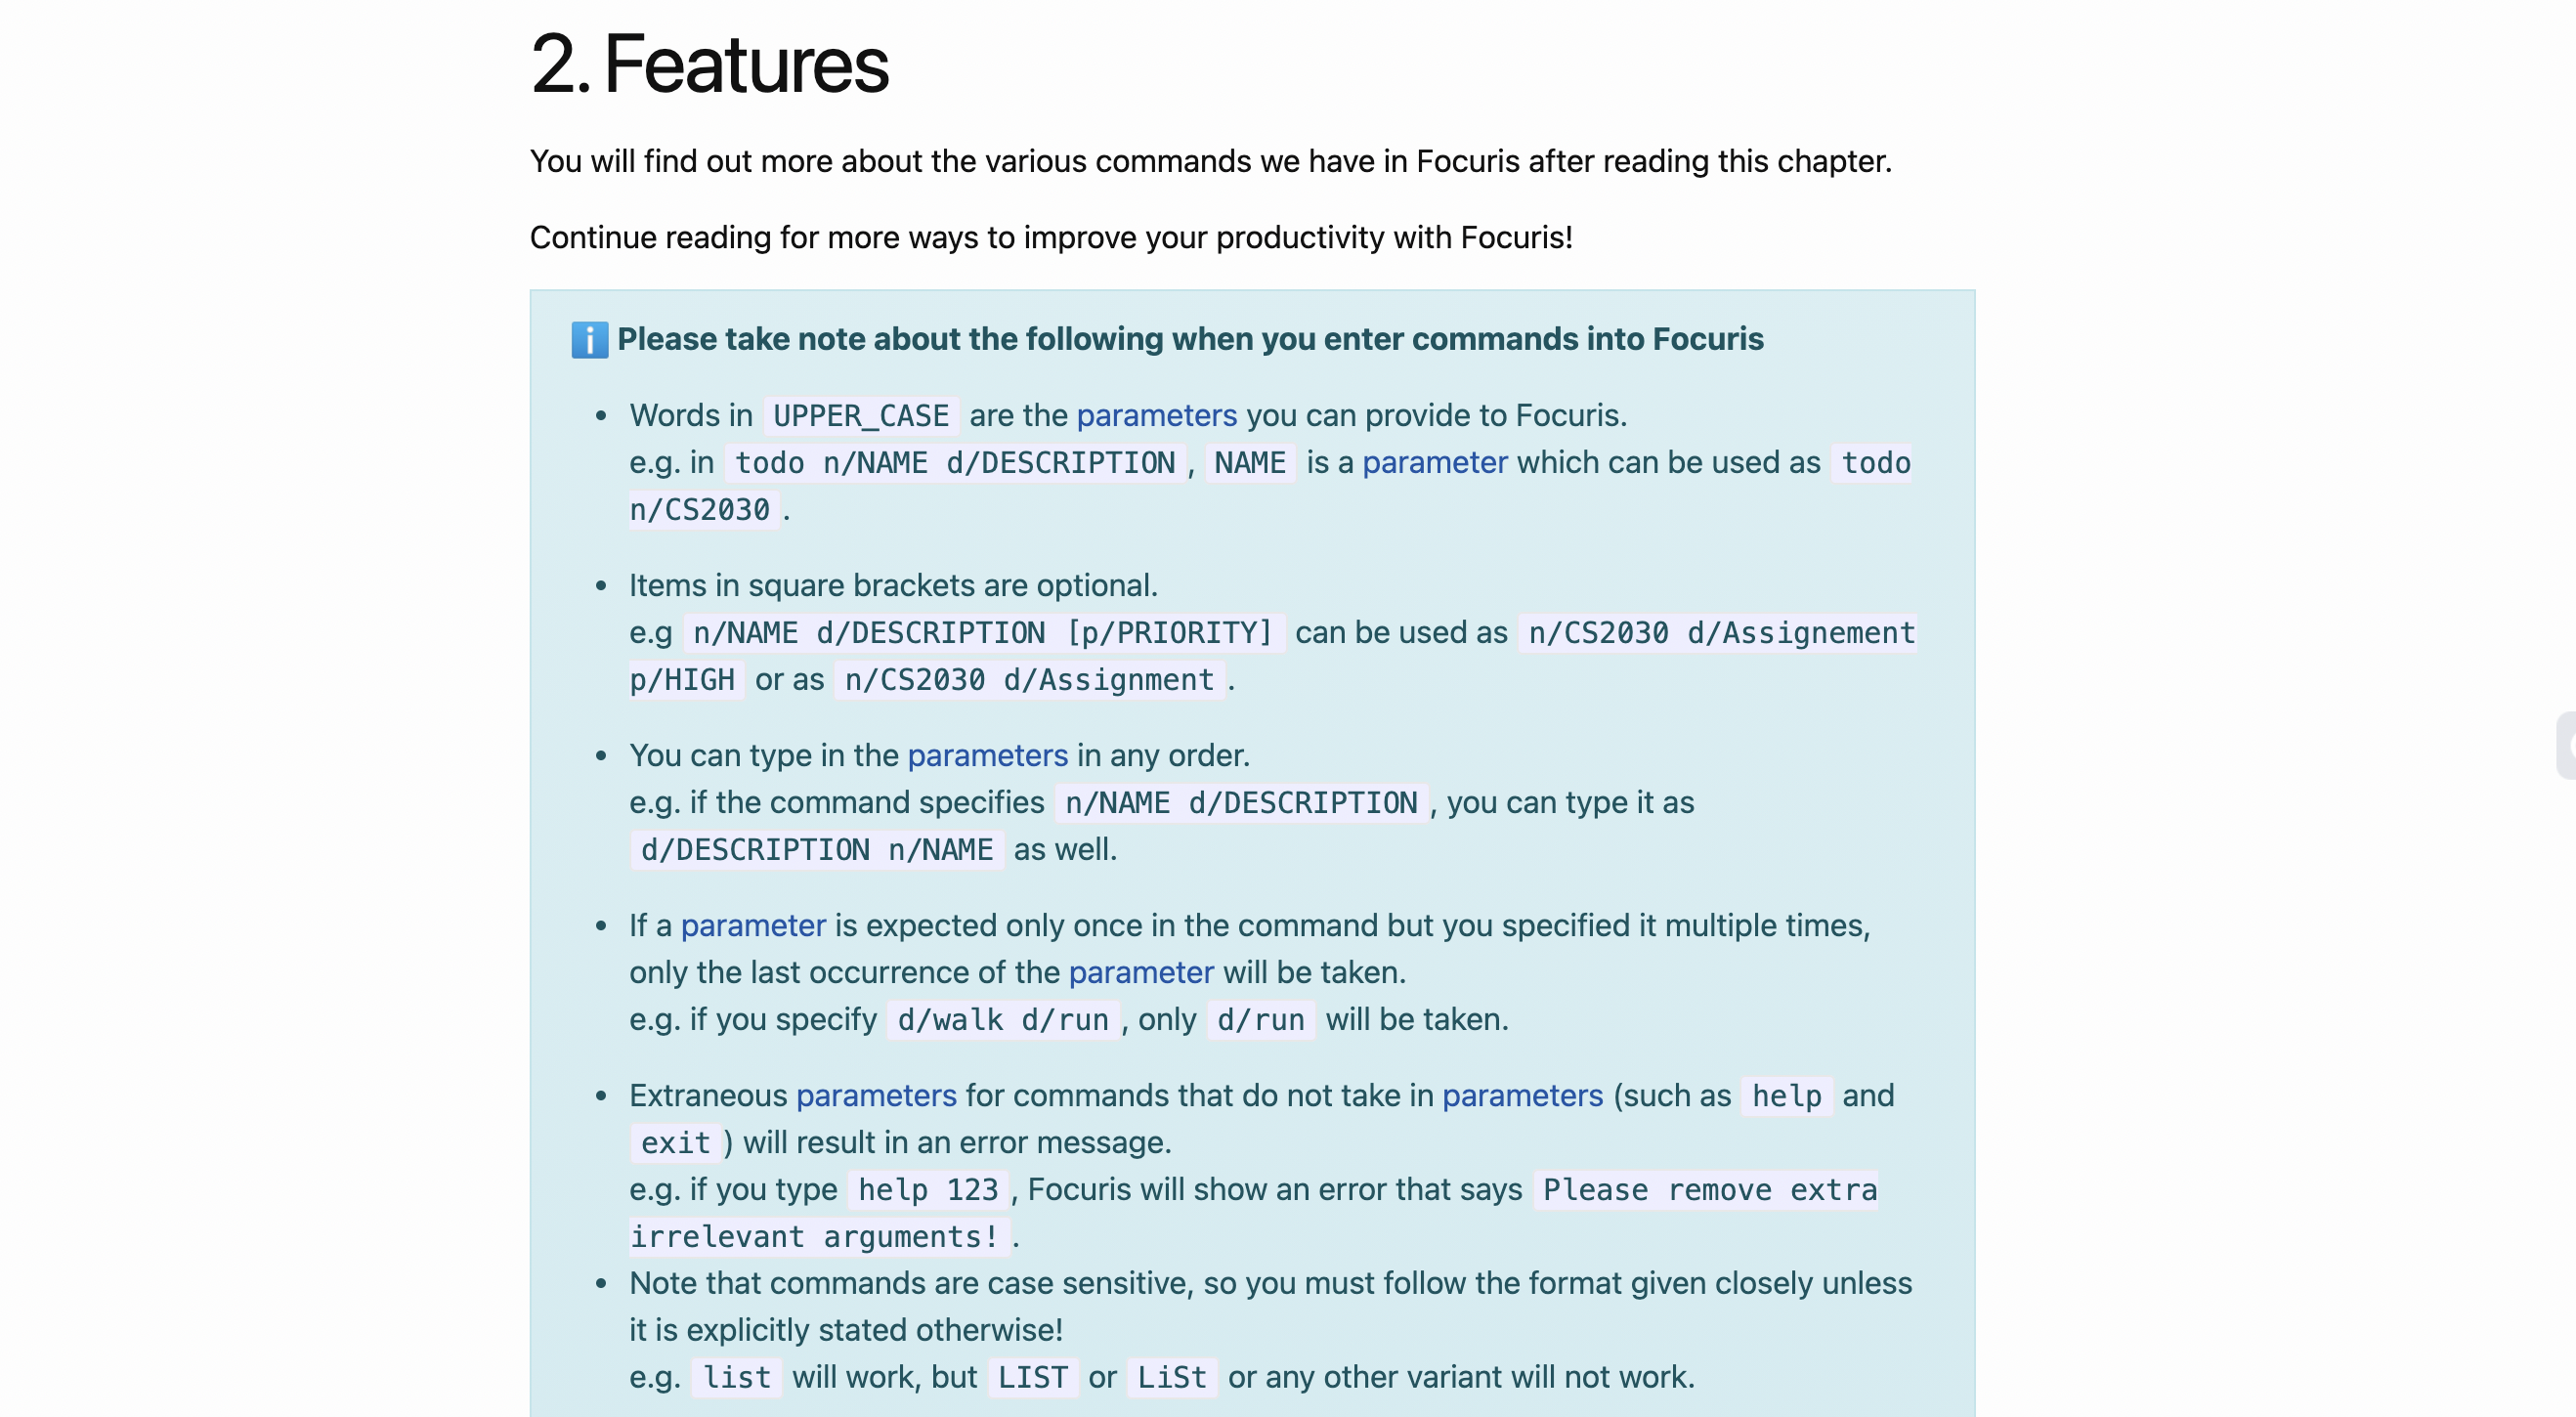 2. Features
You will find out more about the various commands we have in Focuris after reading this chapter.
Continue reading for more ways to improve your productivity with Focuris!
Please take note about the following when you enter commands into Focuris
• Words in UPPER_CASE are the parameters you can provide to Focuris.
e.g. in todo n/NAME d/DESCRIPTION, NAME is a parameter which can be used as todo
n/CS2030.
• Items in square brackets are optional.
e.g n/NAME d/DESCRIPTION [p/PRIORITY] can be used as n/CS2030 d/Assignement
p/HIGH or as n/CS2030 d/Assignment.
• You can type in the parameters in any order.
e.g. if the command specifies n/NAME d/DESCRIPTION, you can type it as
d/DESCRIPTION n/NAME as well.
• If a parameter is expected only once in the command but you specified it multiple times,
only the last occurrence of the parameter will be taken.
e.g. if you specify d/walk d/run, only d/run will be taken.
• Extraneous parameters for commands that do not take in parameters (such as help and
exit) will result in an error message.
e.g. if you type help 123, Focuris will show an error that says Please remove extra
irrelevant arguments!.
• Note that commands are case sensitive, so you must follow the format given closely unless
it is explicitly stated otherwise!
e.g. list will work, but LIST or LiSt or any other variant will not work.